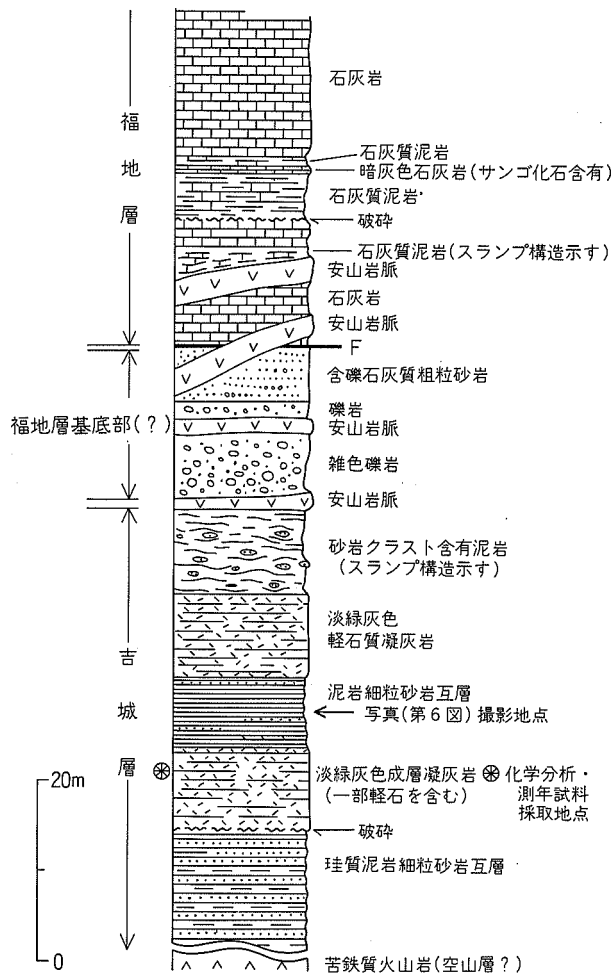 石灰岩
福地層
石灰質泥岩
暗灰色石灰岩(サンゴ化石含有)
石灰質泥岩
破砕
石灰質泥岩(スランプ構造示す)
安山岩脈
石灰岩
安山岩脈
F
含礫石灰質粗粒砂岩
礫岩
福地層基底部(?)
安山岩脈
雑色礫岩
安山岩脈
砂岩クラスト含有泥岩
(スランプ構造示す)
淡緑灰色
軽石質凝灰岩
吉城層
泥岩細粒砂岩互層
写真(第6図)撮影地点
20m
淡緑灰色成層凝灰岩
(一部軽石を含む)
化学分析・
測年試料
採取地点
破砕
珪質泥岩細粒砂岩互層
0
苦鉄質火山岩(空山層?)